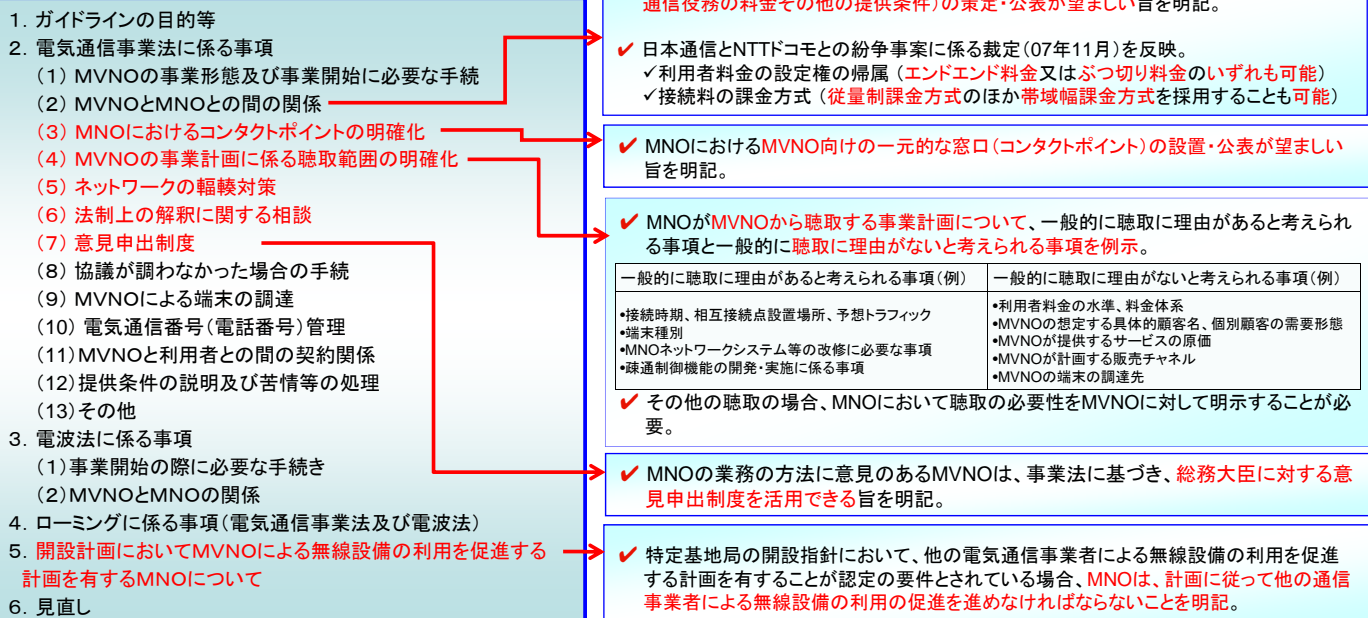 1. ガイドラインの目的等
2. 電気通信事業法に係る事項
(1) MVNOの事業形態及び事業開始に必要な手続
(2) MVNOとMNOとの間の関係
(3) MNOにおけるコンタクトポイントの明確化
(4) MVNOの事業計画に係る聴取範囲の明確化
(5) ネットワークの輻輳対策
(6) 法制上の解釈に関する相談
(7) 意見申出制度
(8) 協議が調わなかった場合の手続
(9) MVNOによる端末の調達
(10) 電気通信番号(電話番号)管理
(11)MVNOと利用者との間の契約関係
(12)提供条件の説明及び苦情等の処理
(13)その他
3. 電波法に係る事項
(1)事業開始の際に必要な手続き
(2)MVNOとMNOの関係
4. ローミングに係る事項(電気通信事業法及び電波法)
5. 開設計画においてMVNOによる無線設備の利用を促進する
計画を有するMNOについて
6. 見直し
通信役務の料金その他の提供条件)の策定・公表が望ましい旨を明記。
✔ 日本通信とNTTドコモとの紛争事案に係る裁定(07年11月)を反映。
✓利用者料金の設定権の帰属 (エンドエンド料金又はぶつ切り料金のいずれも可能)
✓接続料の課金方式 (従量制課金方式のほか帯域幅課金方式を採用することも可能)
✔ MNOにおけるMVNO向けの一元的な窓口(コンタクトポイント)の設置・公表が望ましい
旨を明記。
✔ MNOがMVNOから聴取する事業計画について、一般的に聴取に理由があると考えられ
る事項と一般的に聴取に理由がないと考えられる事項を例示。
一般的に聴取に理由があると考えられる事項(例)
•接続時期、相互接続点設置場所、予想トラフィック
•端末種別
•MNOネットワークシステム等の改修に必要な事項
•疎通制御機能の開発・実施に係る事項
一般的に聴取に理由がないと考えられる事項(例)
•利用者料金の水準、料金体系
•MVNOの想定する具体的顧客名、個別顧客の需要形態
•MVNOが提供するサービスの原価
•MVNOが計画する販売チャネル
•MVNOの端末の調達先
✔ その他の聴取の場合、MNOにおいて聴取の必要性をMVNOに対して明示することが必
要。
✔ MNOの業務の方法に意見のあるMVNOは、事業法に基づき、総務大臣に対する意
見申出制度を活用できる旨を明記。
✔ 特定基地局の開設指針において、他の電気通信事業者による無線設備の利用を促進
する計画を有することが認定の要件とされている場合、MNOは、計画に従って他の通信
事業者による無線設備の利用の促進を進めなければならないことを明記。